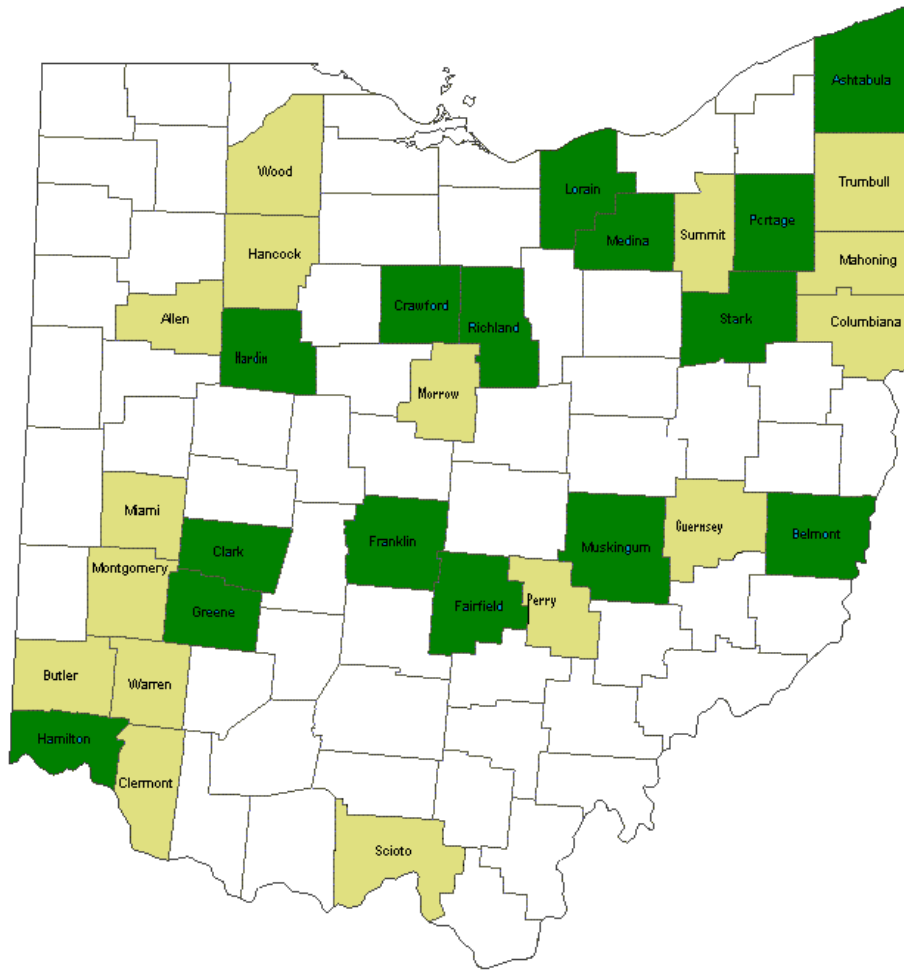 Ashtabula
Wood
Trumbull
Lorain
Portage
Summit
Medina
Hancock
Mahoning
Crawford
Allen
Stark
Columbiana
Richland
Hardin
Morrow
Miami
Guernsey
Belmont
Franklin
Muskingum
Clark
Montgomery
Perry
Fairfield
Greene
Butler
Warren
Hamilton
Clermont
Scioto